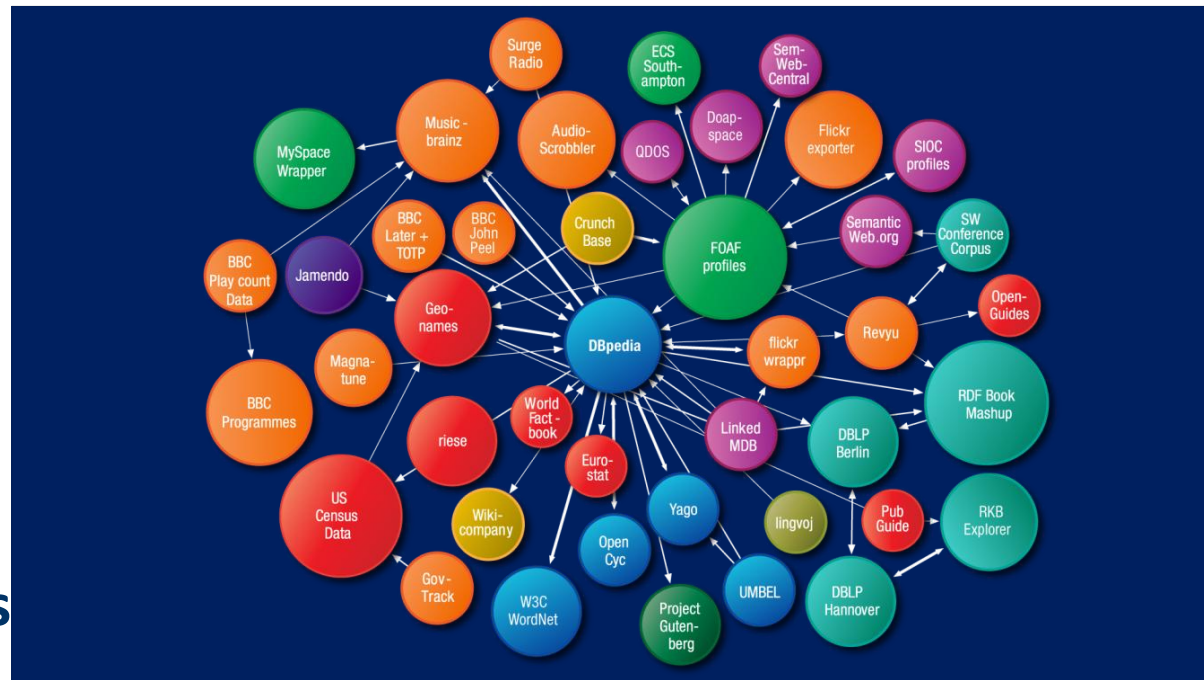 Surge
Radio
ECS
South-
ampton
Sem-
Web-
Central
Music -
brainz
Audio-
Scrobbler
Doap-
space
Flickr
exporter
MySpace
Wrapper
QDOS
SIOC
profiles
BBC
Later +
TOTP
BBC
John
Peel
Crunch
Base
FOAF
profiles
Semantic
Web.org
SW
Conference
Corpus
BBC
Play count
Data
Jamendo
Geo-
names
DBpedia
flickr
wrappr
Revyu
Open-
Guides
Magna-
tune
BBC
Programmes
riese
World
Fact -
book
Linked
MDB
DBLP
Berlin
RDF Book
Mashup
US
Census
Data
Wiki-
company
Euro-
stat
Yago
lingvoj
Pub
Guide
RKB
Explorer
Open
Cyc
Gov-
Track
W3C
WordNet
Project
Guten-
berg
UMBEL
DBLP
Hannover
s